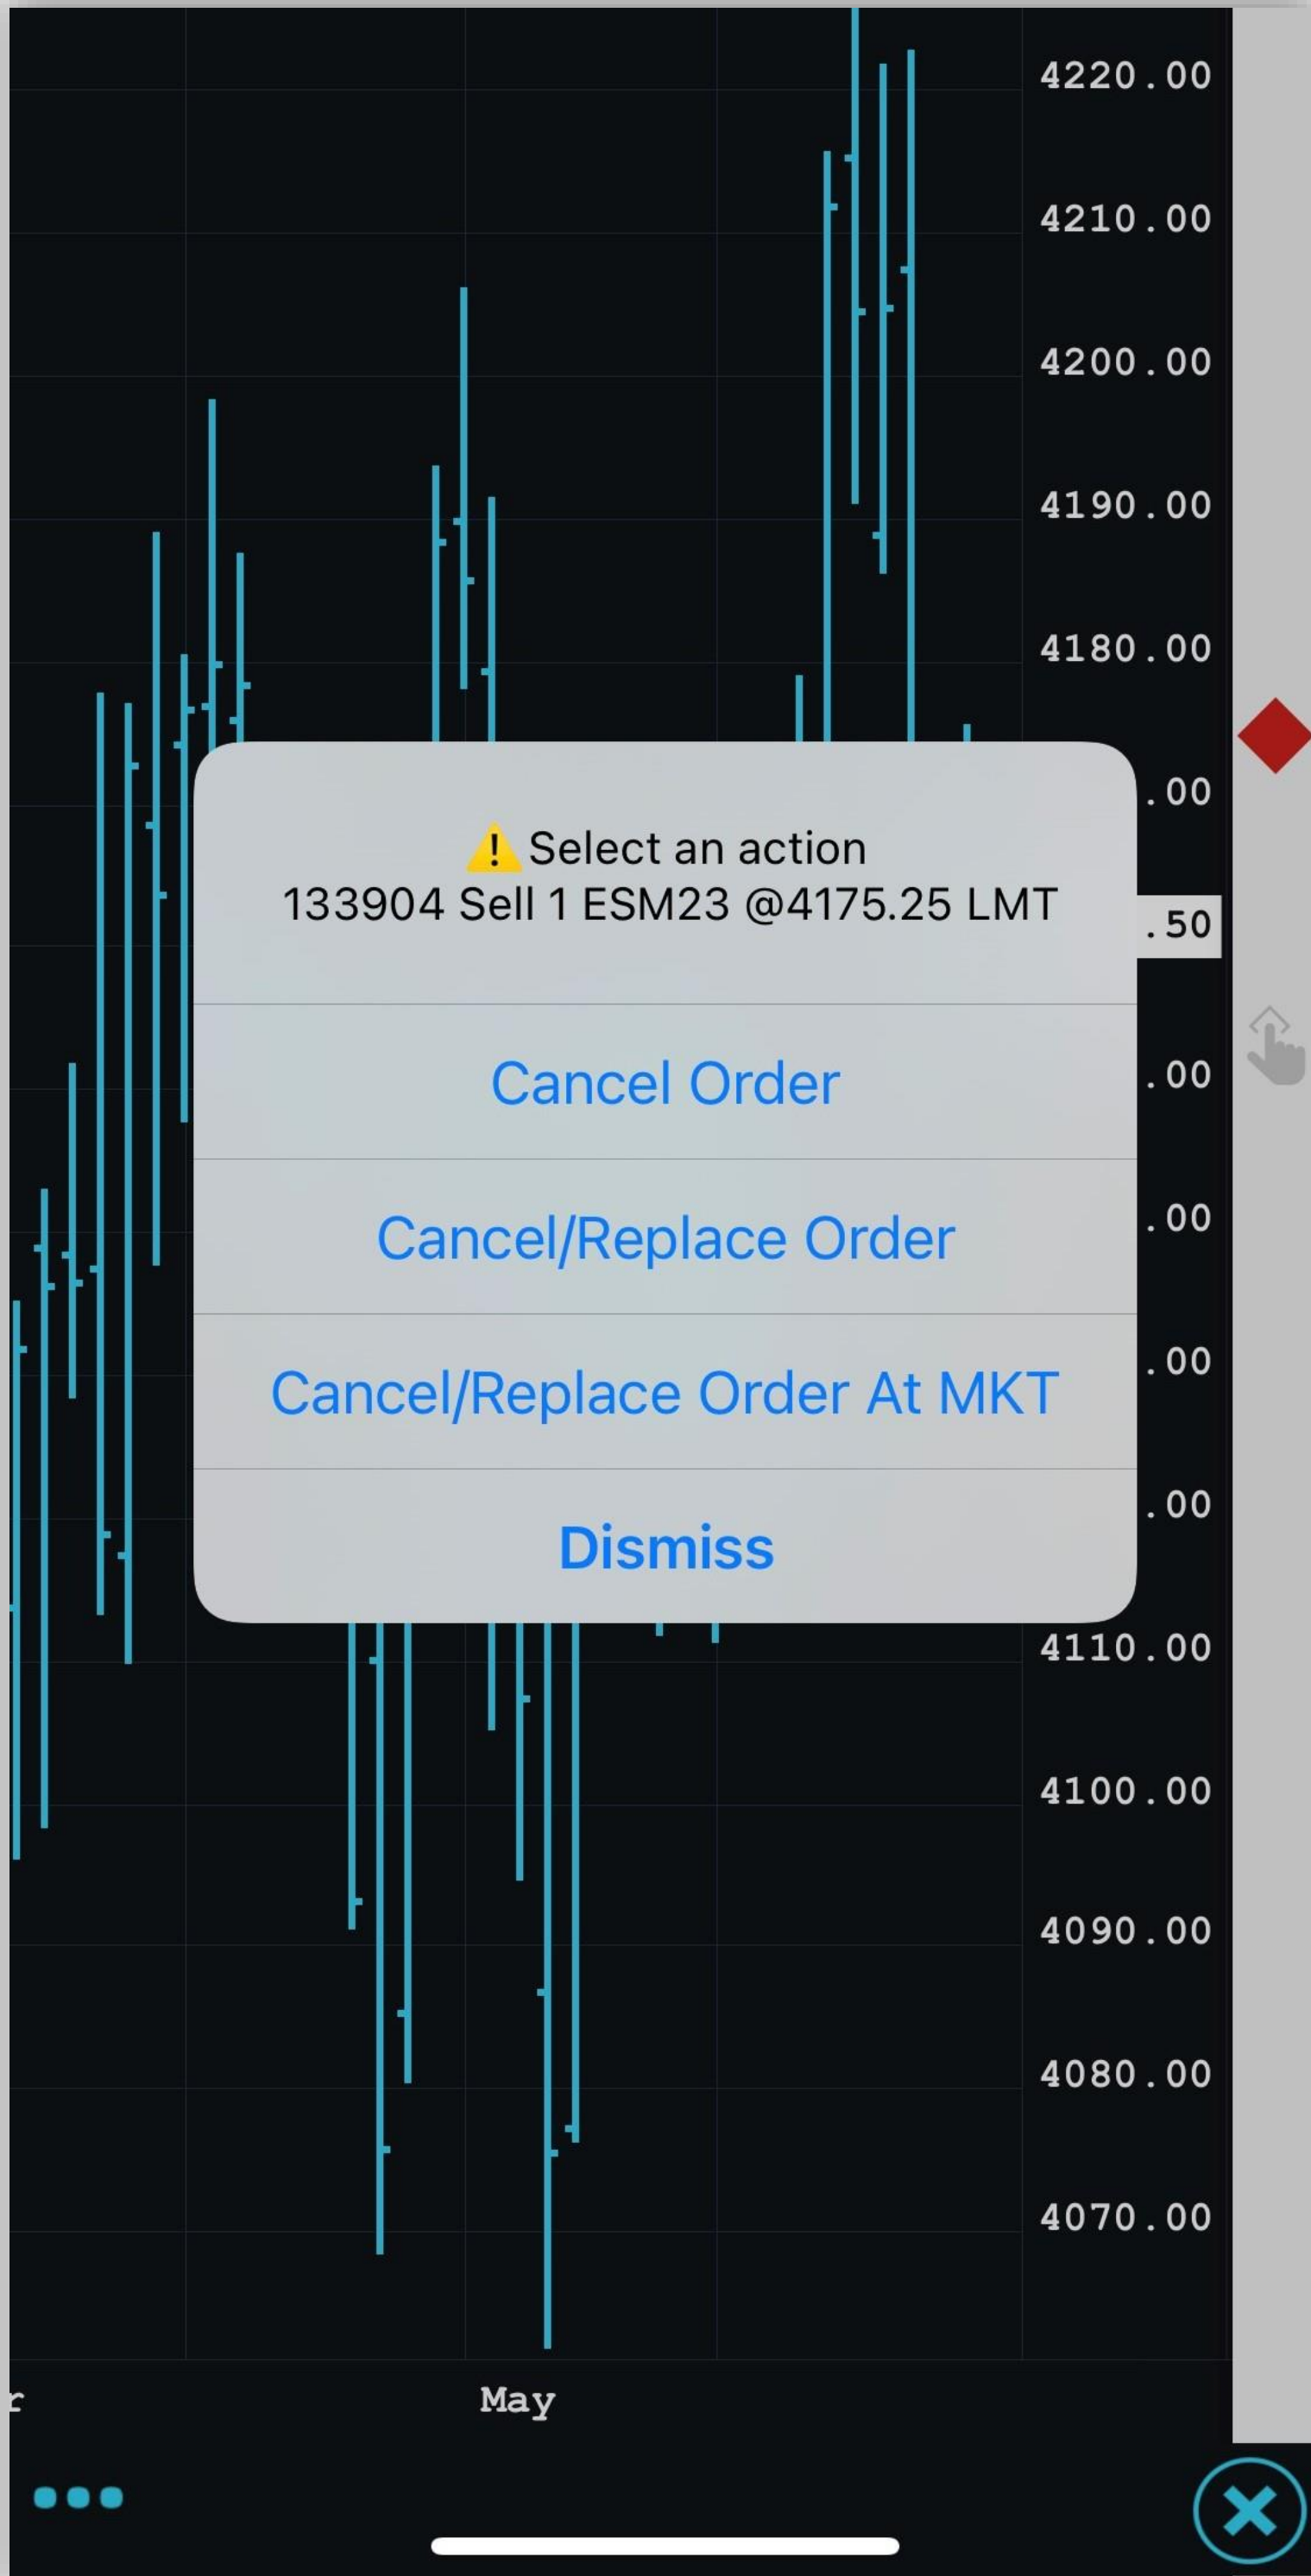 4220.00
4210.00
4200.00
4190.00
4180.00
.00
⚠️Select an action
133904 Sell 1 ESM23 @4175.25 LMT
.50
Cancel Order
.00
Cancel/Replace Order
.00
Cancel/Replace Order At MKT
.00
.00
Dismiss
4110.00
4100.00
4090.00
4080.00
4070.00
r
May